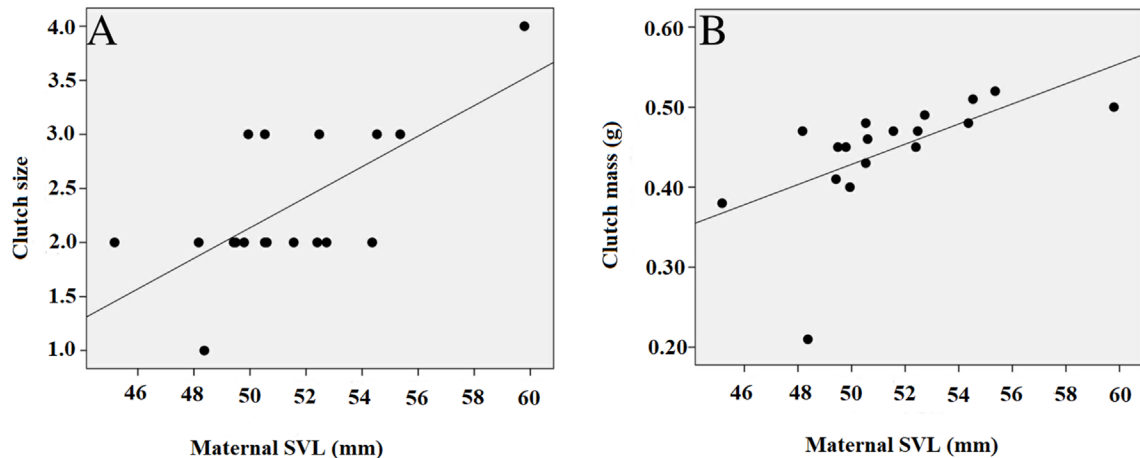 A
Clutch size
4.0
3.5
3.0
2.5
2.0
1.5
1.0
46 48 50 52 54 56 58 60
Maternal SVL (mm)
B
Clutch mass (g)
0.60
0.50
0.40
0.30
0.20
46 48 50 52 54 56 58 60
Maternal SVL (mm)